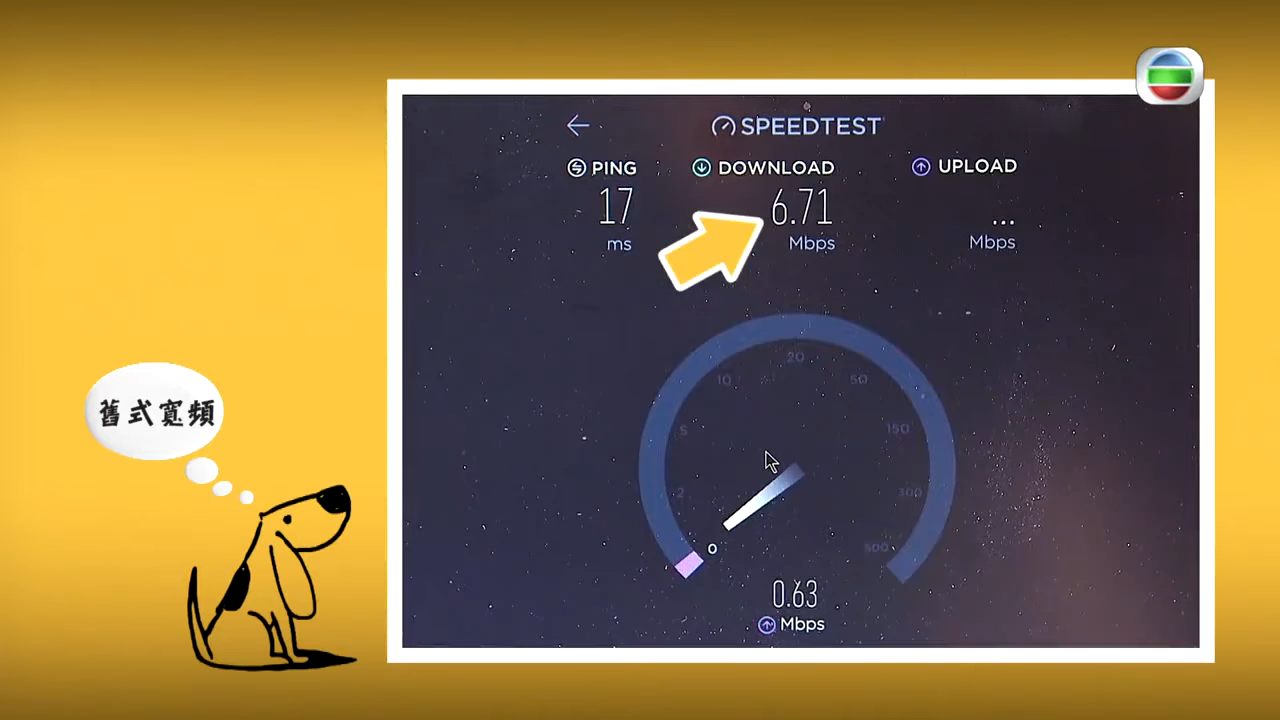 SPEEDTEST
PING
17
ms
DOWNLOAD
6.71
Mbps
UPLOAD
...
Mbps
0
2
5
10
20
50
150
300
500
0.63
Mbps
舊式寬頻